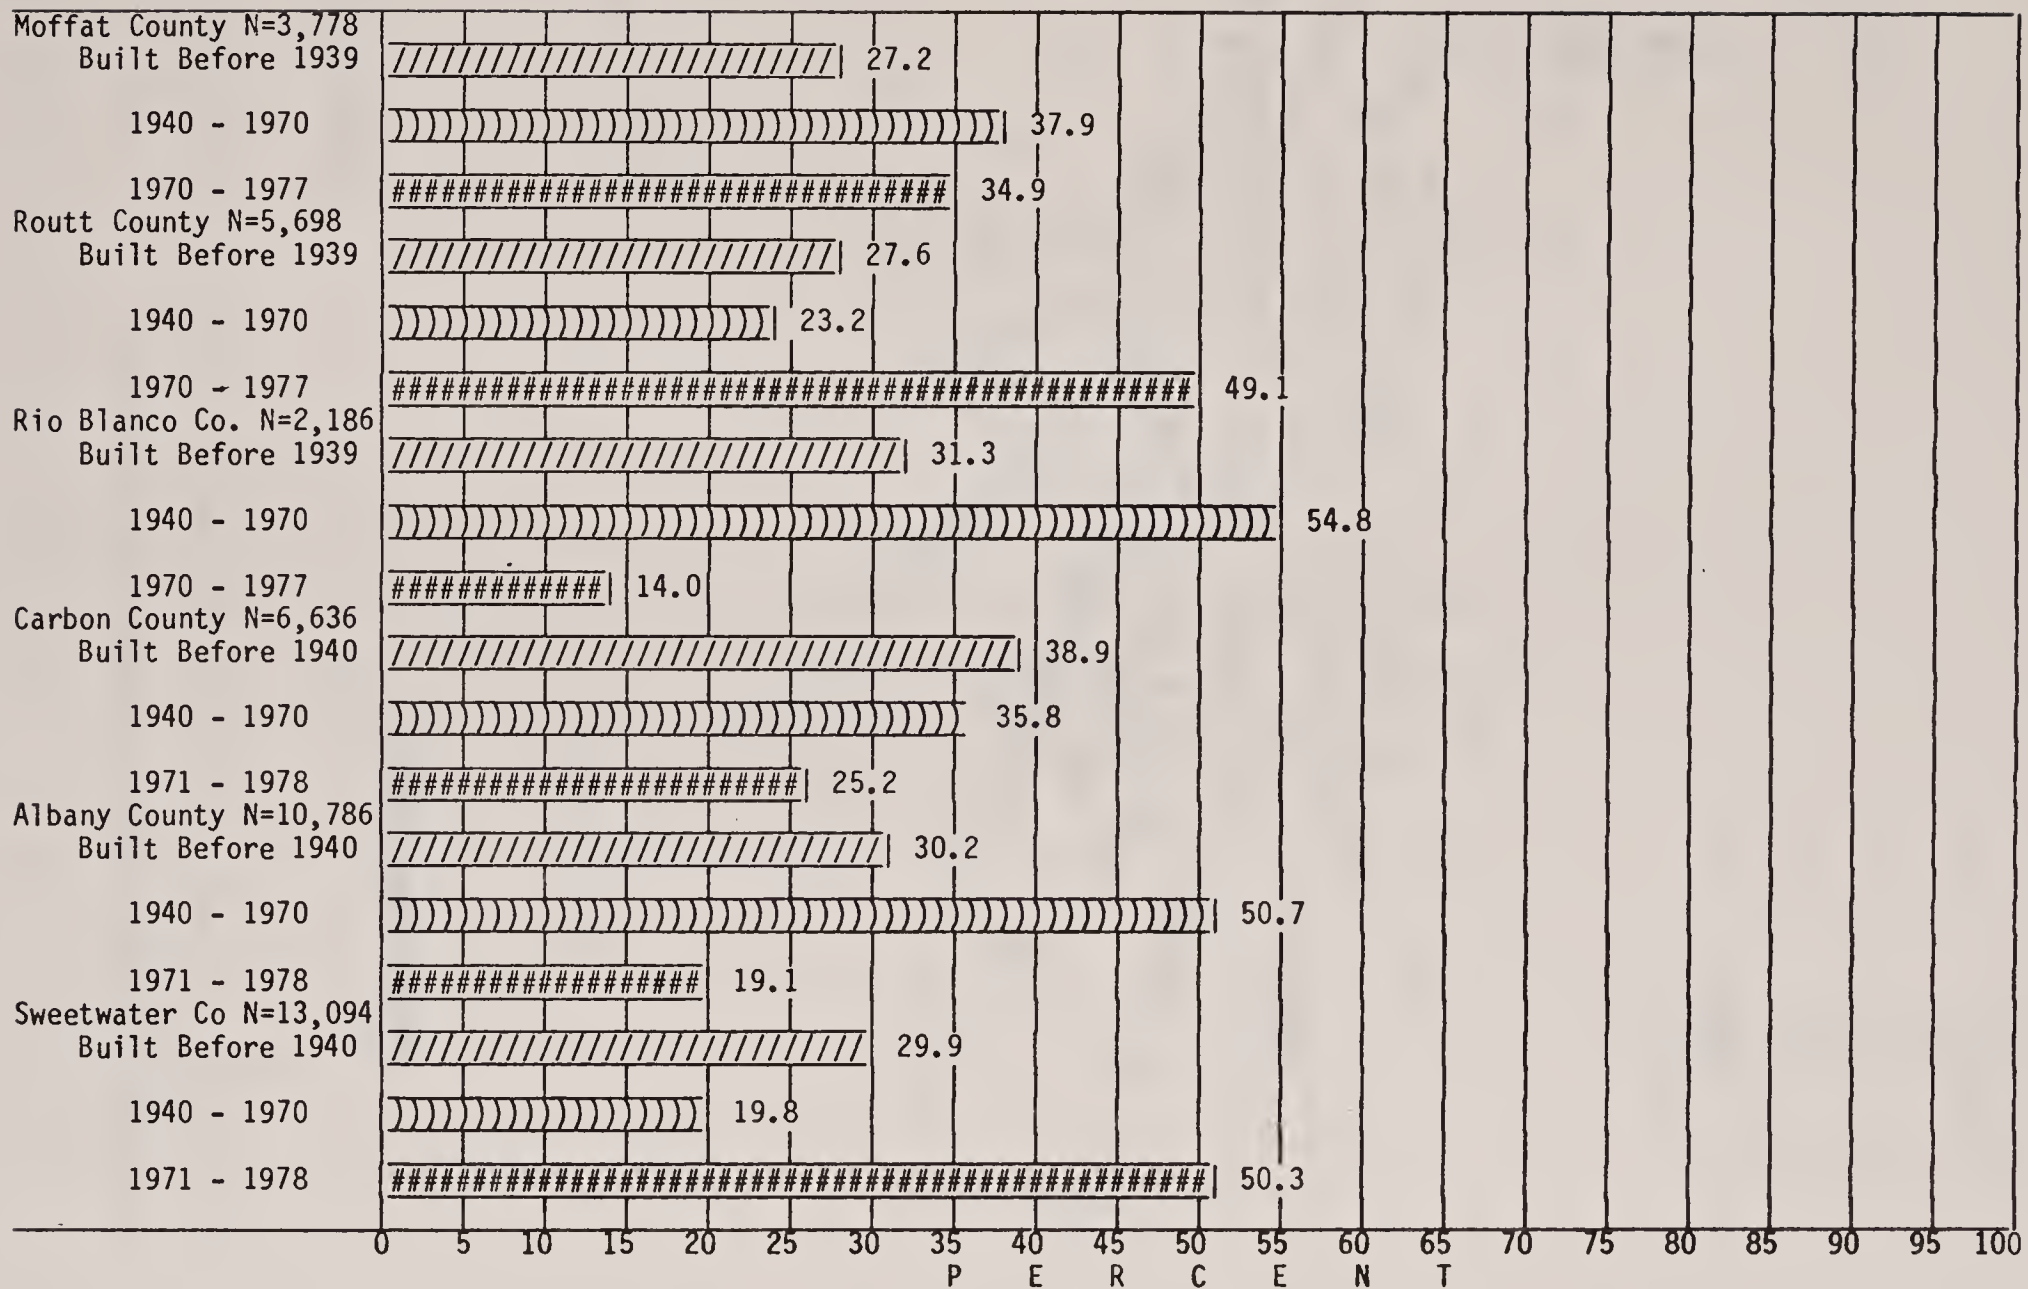 Moffat County N=3,778
Built Before 1939 27.2
1940 - 1970 37.9
1970 - 1977 34.9
Routt County N=5,698
Built Before 1939 27.6
1940 - 1970 23.2
1970 - 1977 49.1
Rio Blanco Co. N=2,186
Built Before 1939 31.3
1940 - 1970 54.8
1970 - 1977 14.0
Carbon County N=6,636
Built Before 1940 38.9
1940 - 1970 35.8
1971 - 1978 25.2
Albany County N=10,786
Built Before 1940 30.2
1940 - 1970 50.7
1971 - 1978 19.1
Sweetwater Co N=13,094
Built Before 1940 29.9
1940 - 1970 19.8
1971 - 1978 50.3
0 5 10 15 20 25 30 35 40 45 50 55 60 65 70 75 80 85 90 95 100
P E R C E N T